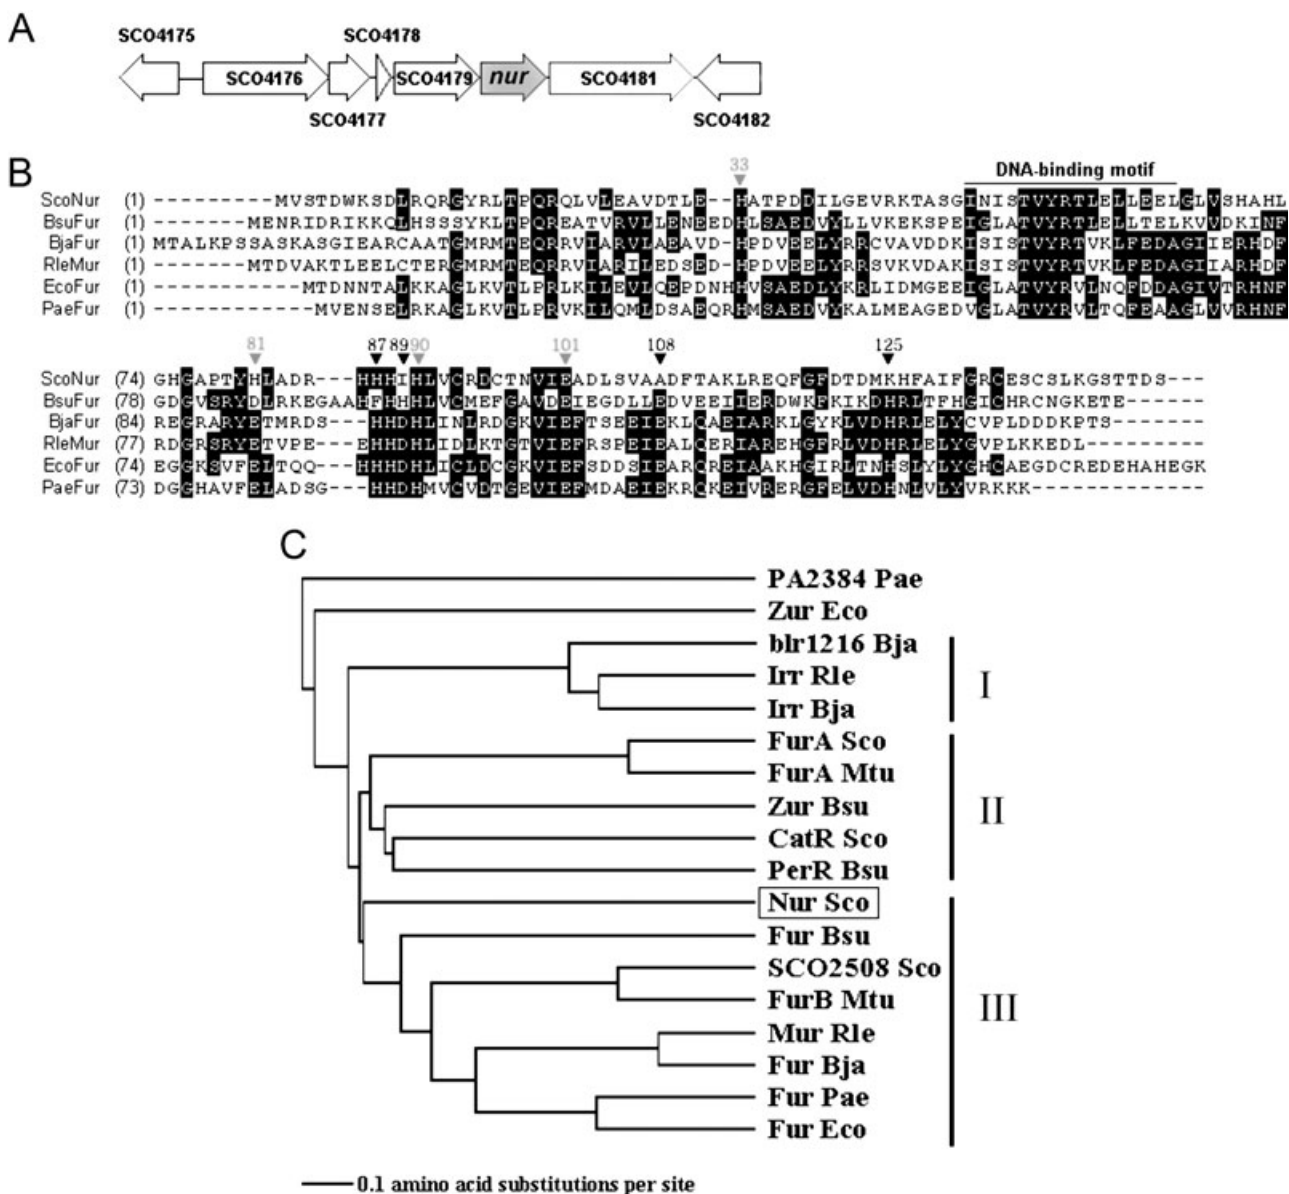 A
SCO4175 SCO4178
SCO4176 SCO4179 nur SCO4181
SCO4177 SCO4182
B
33 DNA-binding motif
ScoNur (1) ---------MVSTDWKSDLRQRGYRLTPQRQLVLEAVDTLE--HATPDDILGEVRKTASGINISTVYRTLELLEELGLVSHAHL
BsuFur (1) -------MENRIDRIKKQLHSSSYKLTPQREATVRVLLENEEDHLSAEDVYLLVKEKSPEIGLATVYRTLELLTELKVVDKINF
BjaFur (1) MTALKPSSASKASGIEARCAATGMRMTEQRRVIARVLAEAVD-HPDVEELYRRCVAVDDKISISTVYRTVKLFEDAGIIERHDF
RleMur (1) -------MTDVAKTLEELCTERGMRMTEQRRVIARILEDSED-HPDVEELYRRSVKVDAKISISTVYRTVKLFEDAGIIARHDF
EcoFur (1) -----------MTDNNTALKKAGLKVTLPRLKILEVLQEPDNHHVSAEDLYKRLIDMGEEIGLATVYRVLNQFDDAGIVTRHNF
PaeFur (1) ------------MVENSELRKAGLKVTLPRVKILQMLDSAEQRHMSAEDVYKALMEAGEDVGLATVYRVLTQFEAAGLVVRHNF
81 87 89 90 101 108 125
ScoNur (74) GHGAPTYHLADR---HHHIHLVCRDCTNVIEADLSVAADFTAKLREQFGFDTDMKHFAIFGRCESCSLKGSTTDS---
BsuFur (78) GDGVSRYDLRKEGAAHFHHHLVCMEFGAVDEIEGDLLEDVEEIIERDWKFKIKDHRLTFHGICHRCNGKETE------
BjaFur (84) REGRARYETMRDS----HHDHLINLRDGKVIEFTSEEIEKLQAEIARKLGYKLVDHRLELYCVPLDDDKPTS------
RleMur (77) RDGRSRYETVPE---EHHDHLIDLKTGTVIEFRSPEIEALQERIAREHGFRLVDHRLELYGVPLKKEDL---------
EcoFur (74) EGGKSVFELTQQ---HHHDHLICLDCGKVIEFSDDSIEARQREIAAKHGIRLTNHSLYLYGHCAEGDCREDEHAHEGK
PaeFur (73) DGGHAVFELADSG----HHDHMVCVDTGEVIEFMDAEIEKRQKEIVRERGFELVDHNLVLYVRKKK------------
C
PA2384 Pae
Zur Eco
blr1216 Bja
Irr Rle
Irr Bja
I
FurA Sco
FurA Mtu
Zur Bsu
CatR Sco
PerR Bsu
II
Nur Sco
Fur Bsu
SCO2508 Sco
FurB Mtu
Mur Rle
Fur Bja
Fur Pae
Fur Eco
III
0.1 amino acid substitutions per site